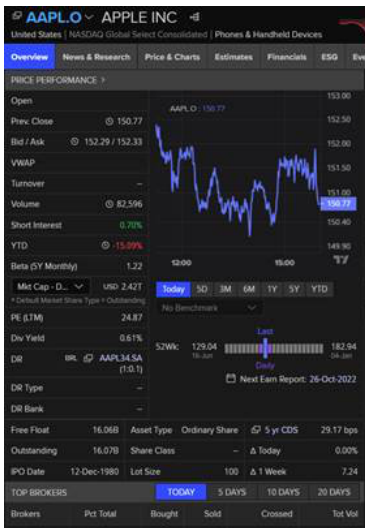 AAPL.O APPLE INC
United States | NASDAQ Global Select Consolidated | Phones & Handheld Devices
Overview News & Research Price & Charts Estimates Financials ESG Eve
PRICE PERFORMANCE >
Open
Prev. Close 150.77
Bid / Ask 152.29 / 152.33
VWAP
Turnover --
Volume 82,596
Short Interest 0.70%
YTD -15.09%
Beta (5Y Monthly) 1.22
Mkt Cap - D... USD 2.42T
* Default Market Share Type = Outstanding
PE (LTM) 24.87
Div Yield 0.61%
DR BRL AAPL34.SA
(1:0.1)
DR Type --
DR Bank --
AAPL.O : 150.77
153.00
152.50
152.00
151.50
151.00
150.77
150.40
149.90
12:00 15:00
Today 5D 3M 6M 1Y 5Y YTD
No Benchmark
Last
52Wk: 129.04 182.94
16-Jun 04-Jan
Daily
Next Earn Report: 26-Oct-2022
Free Float 16.06B Asset Type Ordinary Share 5 yr CDS 29.17 bps
Outstanding 16.07B Share Class -- Δ Today 0.00%
IPO Date 12-Dec-1980 Lot Size 100 Δ 1 Week 7.24
TOP BROKERS TODAY 5 DAYS 10 DAYS 20 DAYS
Brokers Pct Total Bought Sold Crossed Tot Vol